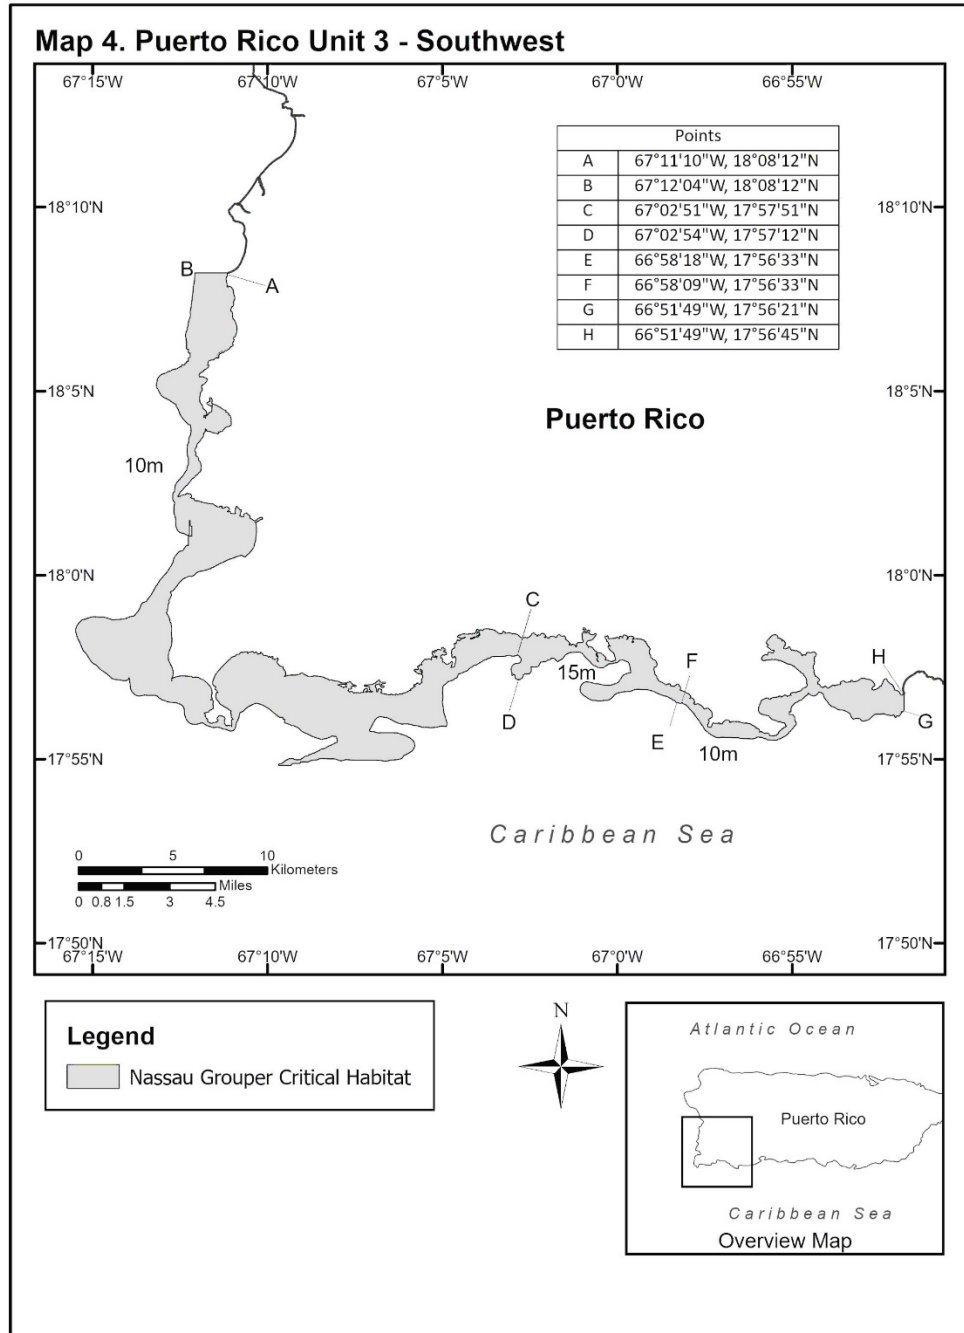 Map 4. Puerto Rico Unit 3 - Southwest
67°15'W 67°10'W 67°5'W 67°0'W 66°55'W
Points
A 67°11'10"W, 18°08'12"N
B 67°12'04"W, 18°08'12"N
C 67°02'51"W, 17°57'51"N
D 67°02'54"W, 17°57'12"N
E 66°58'18"W, 17°56'33"N
F 66°58'09"W, 17°56'33"N
G 66°51'49"W, 17°56'21"N
H 66°51'49"W, 17°56'45"N
18°10'N 18°10'N
B
A
18°5'N 18°5'N
Puerto Rico
10m
18°0'N 18°0'N
C
F
H
15m
D
E
G
10m
17°55'N 17°55'N
Caribbean Sea
0 5 10
Kilometers
Miles
0 0.8 1.5 3 4.5
17°50'N 17°50'N
67°15'W 67°10'W 67°5'W 67°0'W 66°55'W
Legend
Nassau Grouper Critical Habitat
N
Atlantic Ocean
Puerto Rico
Caribbean Sea
Overview Map